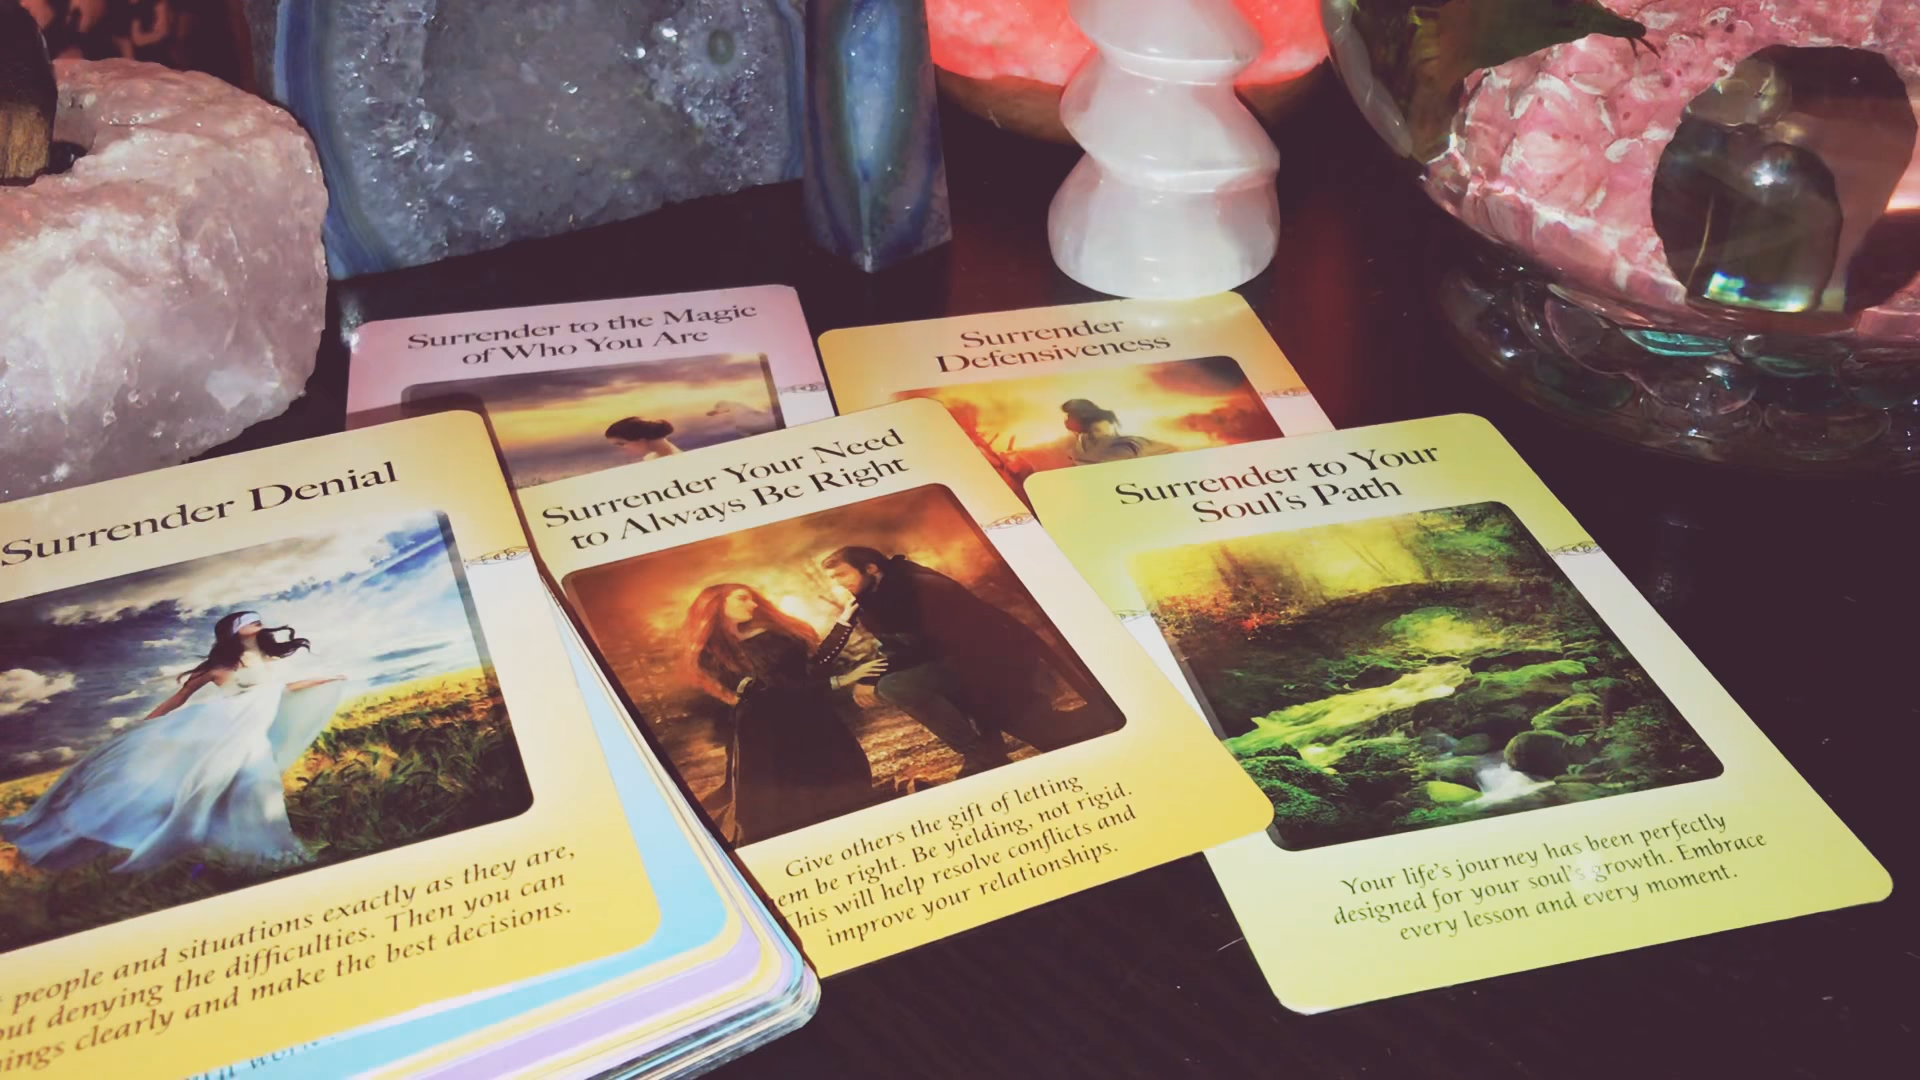 Surrender to the Magic
of Who You Are
Surrender
Defensiveness
Surrender Denial
people and situations exactly as they are,
denying the difficulties. Then you can
clearly and make the best decisions.
Surrender Your Need
to Always Be Right
Give others the gift of letting
be right. Be yielding, not rigid.
This will help resolve conflicts and
improve your relationships.
Surrender to Your
Soul's Path
Your life's journey has been perfectly
designed for your soul's growth. Embrace
every lesson and every moment.